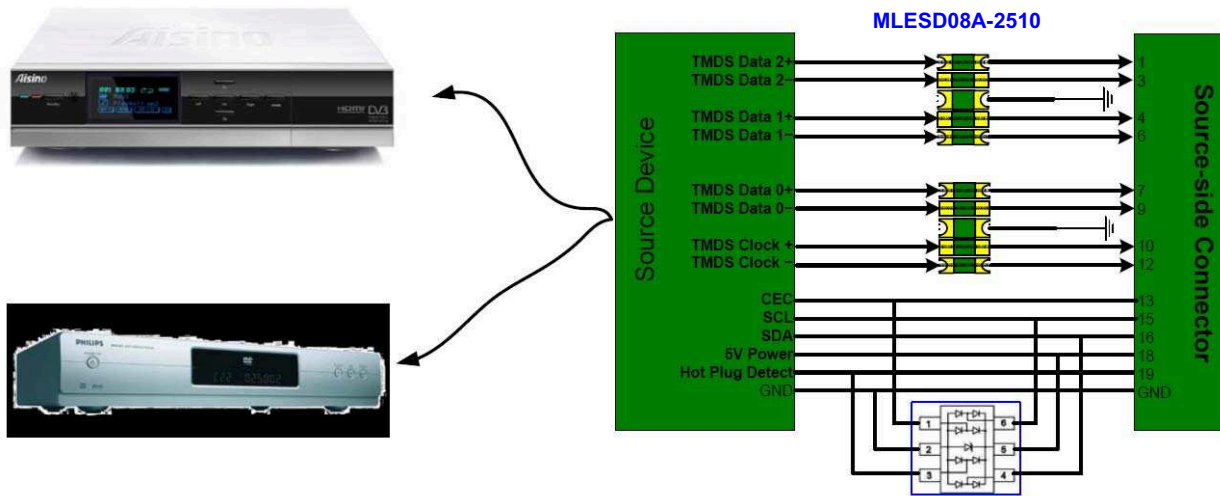 MLESD08A-2510
Aisino
Aisino
HDMI DVB
PHILIPS
Source Device
TMDS Data 2+
TMDS Data 2−
TMDS Data 1+
TMDS Data 1−
TMDS Data 0+
TMDS Data 0−
TMDS Clock +
TMDS Clock −
CEC
SCL
SDA
5V Power
Hot Plug Detect
GND
1
3
4
6
7
9
10
12
13
15
16
18
19
GND
Source-side Connector
1
2
3
6
5
4